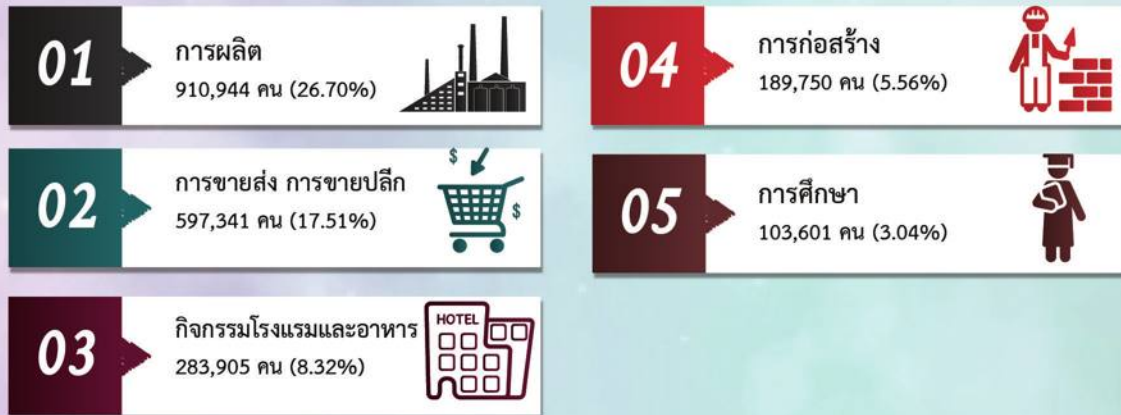 01
การผลิต
910,944 คน (26.70%)
02
การขายส่ง การขายปลีก
597,341 คน (17.51%)
$
$
03
กิจกรรมโรงแรมและอาหาร
283,905 คน (8.32%)
HOTEL
04
การก่อสร้าง
189,750 คน (5.56%)
05
การศึกษา
103,601 คน (3.04%)